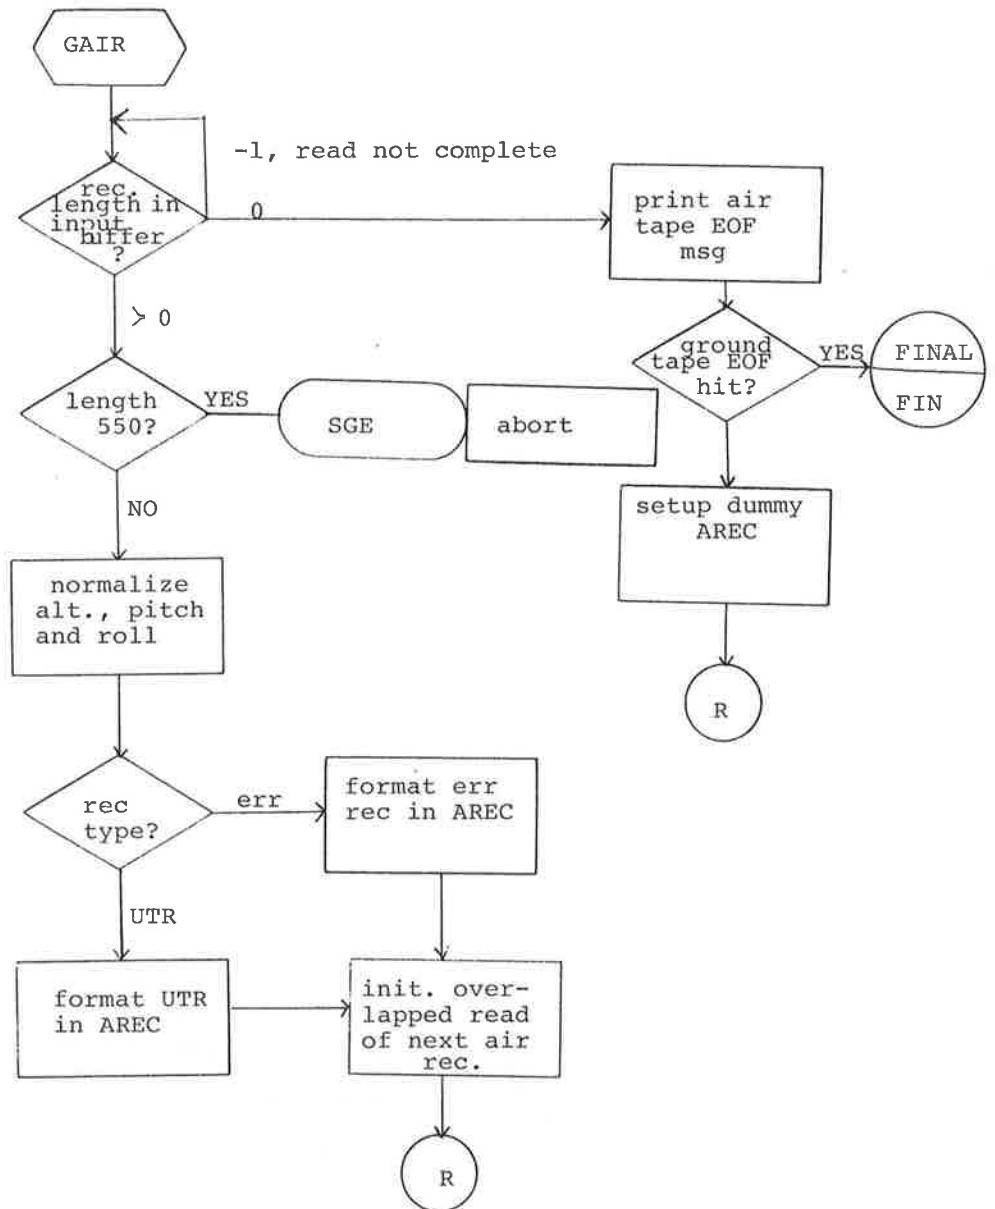 GAIR
-1, read not complete
rec.
length in
input
buffer
?
0
print air
tape EOF
msg
> 0
ground
tape EOF
hit?
YES
FINAL
FIN
length
550?
YES
SGE
abort
NO
setup dummy
AREC
normalize
alt., pitch
and roll
R
rec
type?
err
format err
rec in AREC
UTR
format UTR
in AREC
init. over-
lapped read
of next air
rec.
R